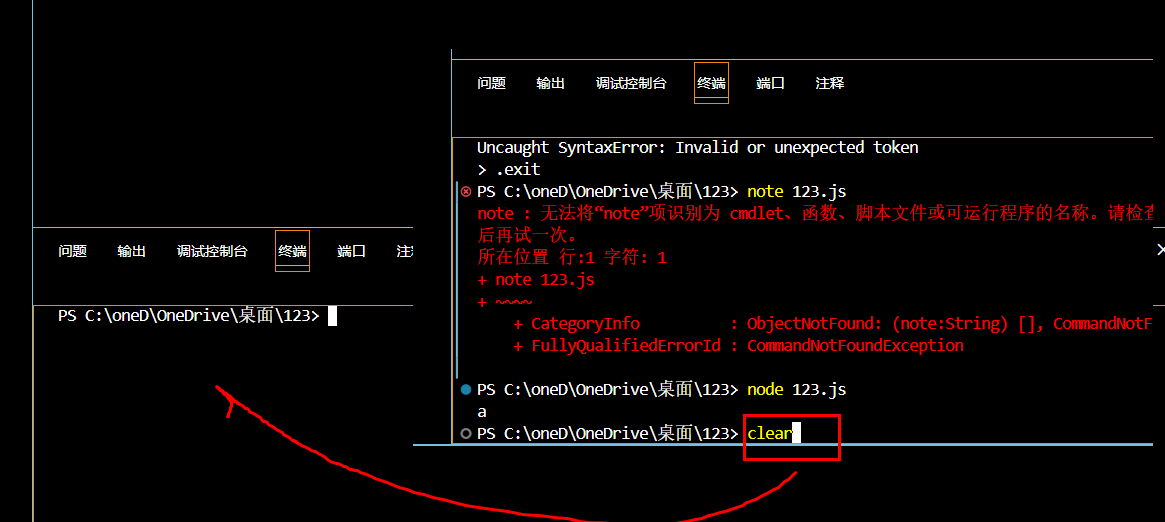 问题 输出 调试控制台 终端 端口 注释
Uncaught SyntaxError: Invalid or unexpected token
> .exit
PS C:\oneD\OneDrive\桌面\123> note 123.js
note : 无法将“note”项识别为 cmdlet、函数、脚本文件或可运行程序的名称。请检查
后再试一次。
所在位置 行:1 字符: 1
+ note 123.js
+ ~~~~
+ CategoryInfo : ObjectNotFound: (note:String) [], CommandNotF
+ FullyQualifiedErrorId : CommandNotFoundException
PS C:\oneD\OneDrive\桌面\123> node 123.js
a
PS C:\oneD\OneDrive\桌面\123> clear
问题 输出 调试控制台 终端 端口 注
PS C:\oneD\OneDrive\桌面\123>